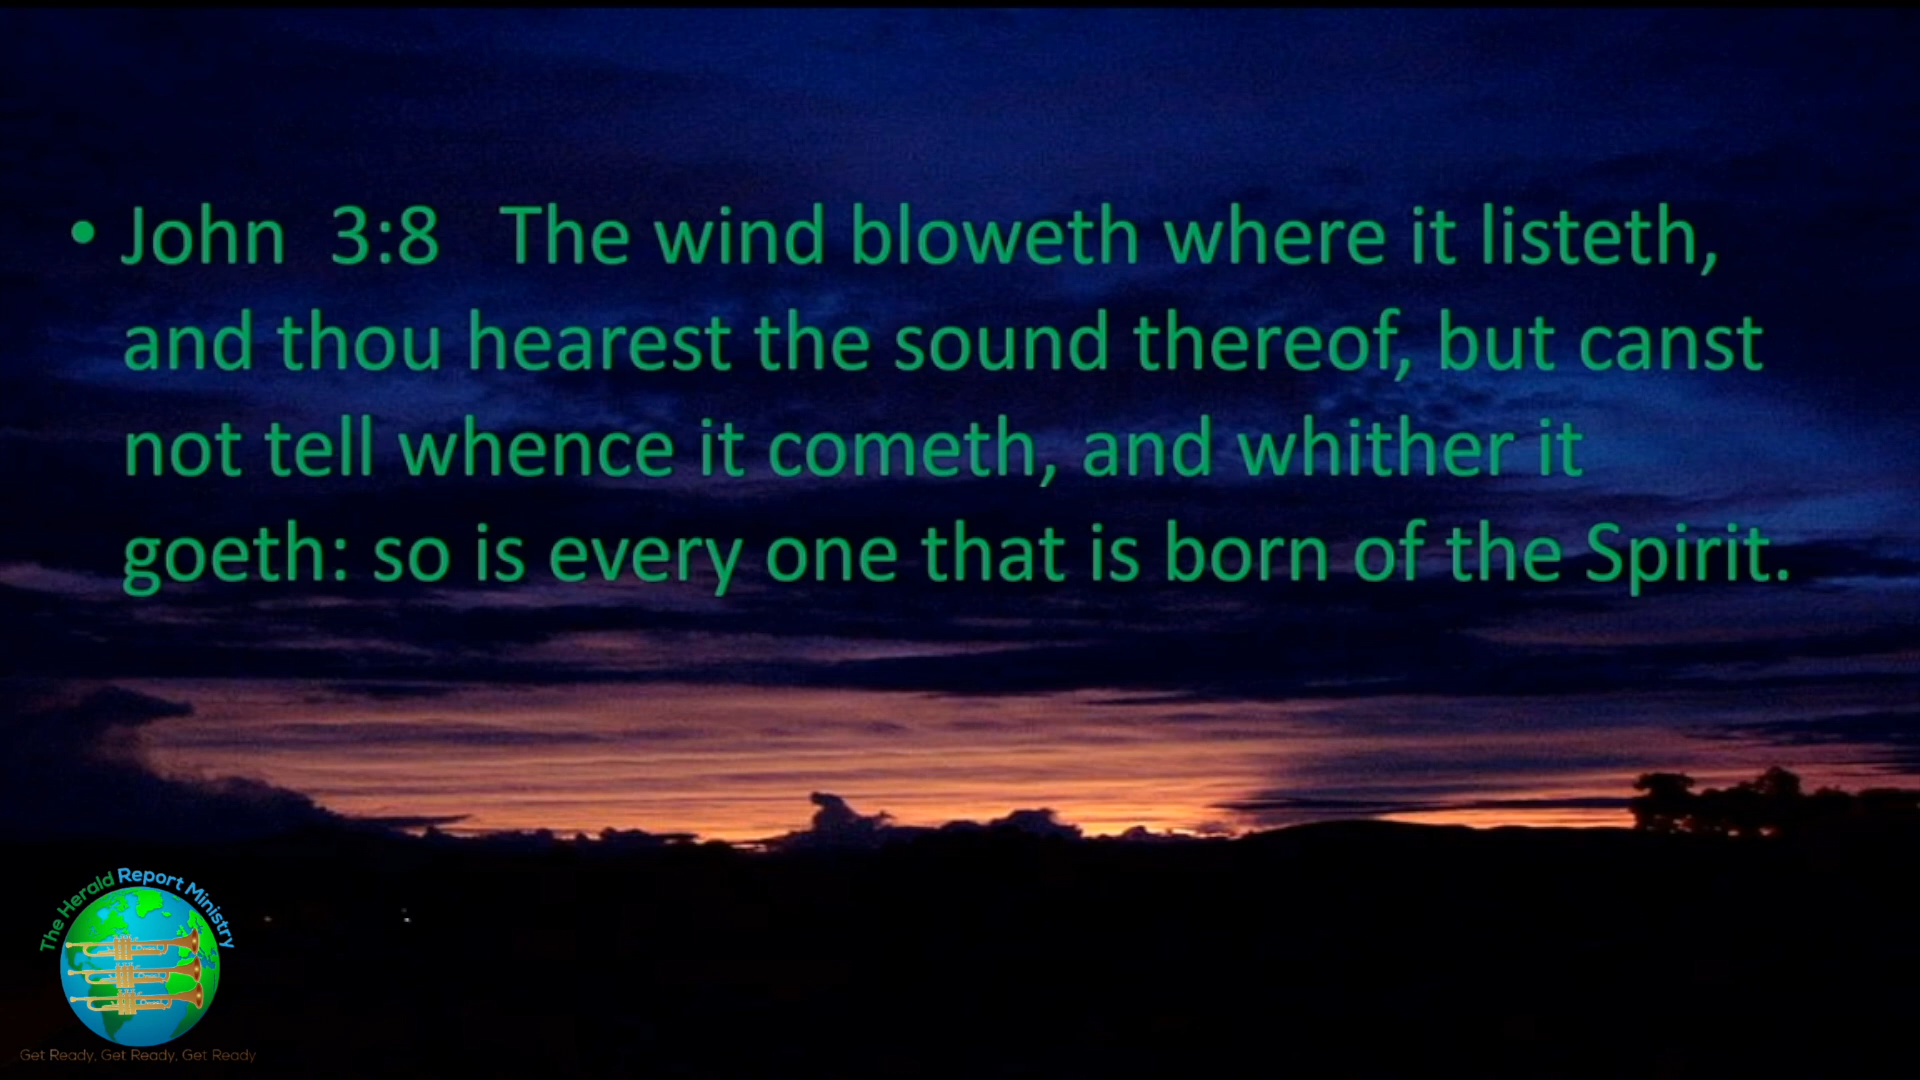 • John 3:8 The wind bloweth where it listeth,
and thou hearest the sound thereof, but canst
not tell whence it cometh, and whither it
goeth: so is every one that is born of the Spirit.
The Herald Report Ministry
Get Ready, Get Ready, Get Ready